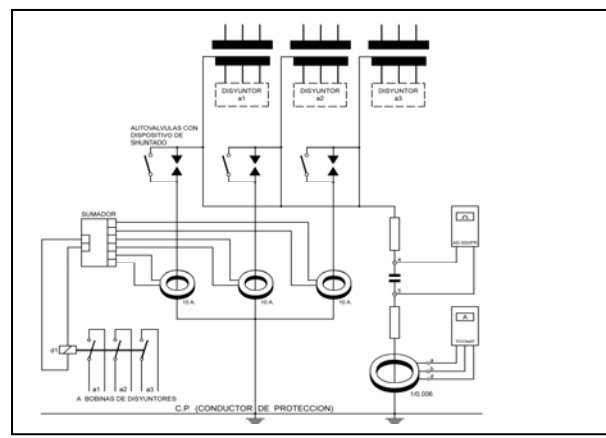 DISYUNTOR
a1
DISYUNTOR
a2
DISYUNTOR
a3
AUTOVALVULAS CON
DISPOSITIVO DE
SHUNTADO
SUMADOR
Ω
a
b
10 A.
10 A.
10 A.
A
a
b
d
1/0,006
d1
a1
a2
a3
A BOBINAS DE DISYUNTORES
C.P. (CONDUCTOR DE PROTECCION)